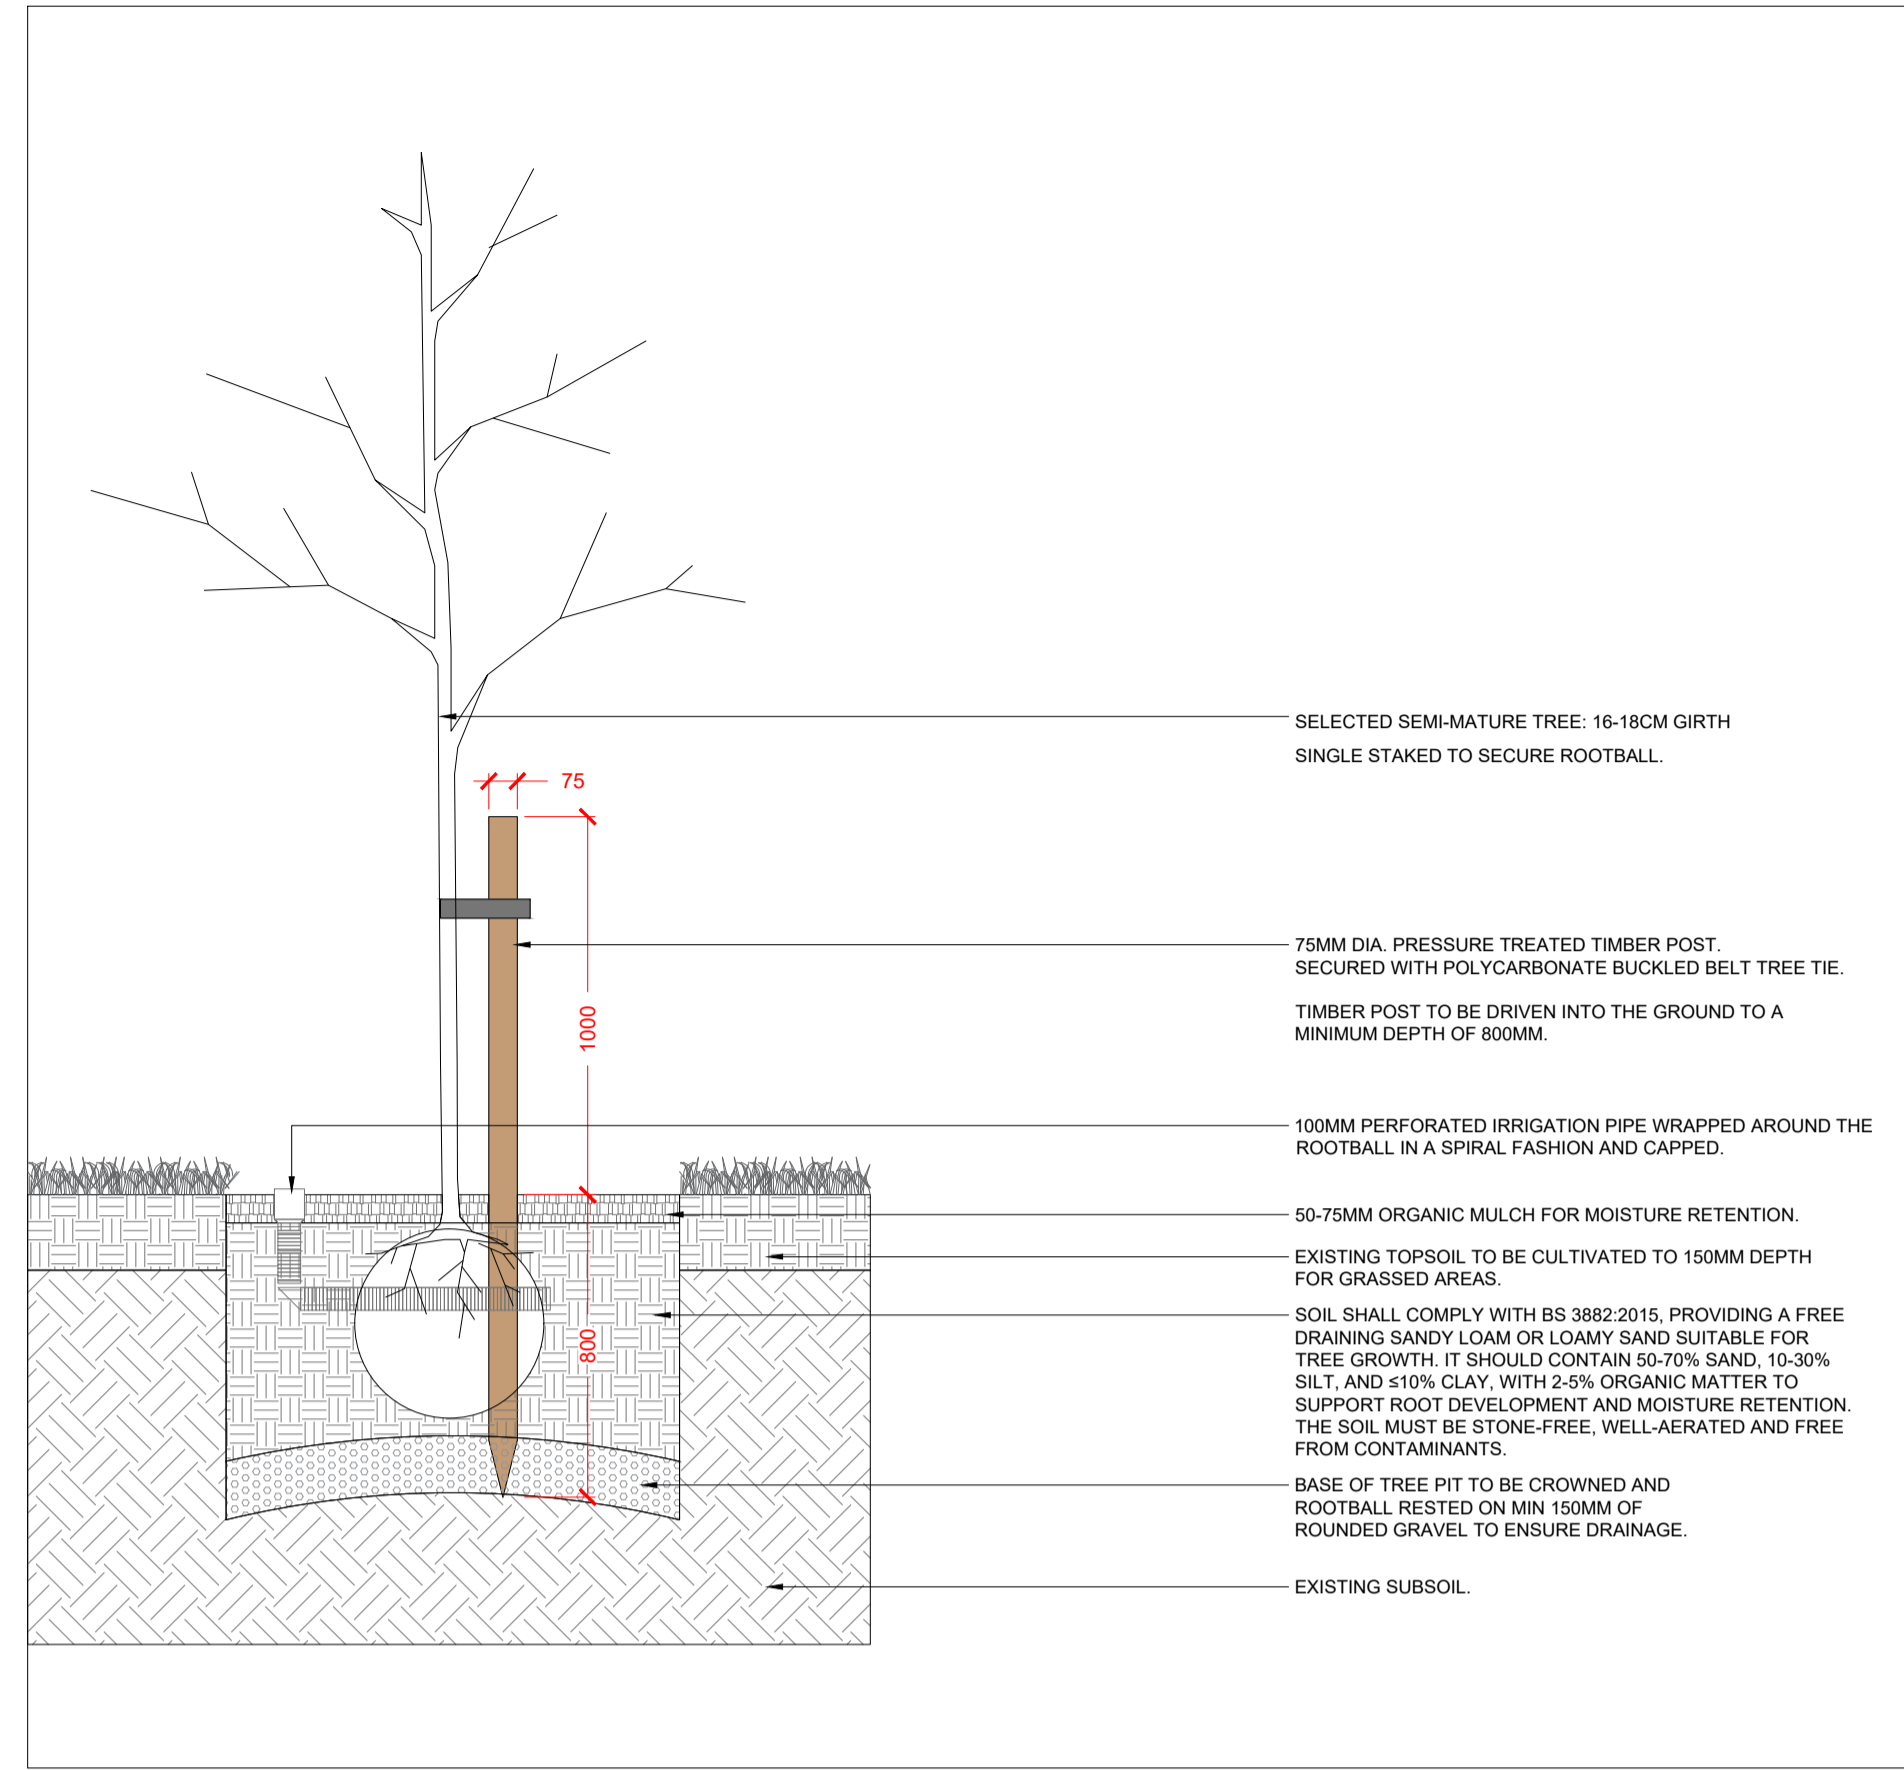 SELECTED SEMI-MATURE TREE: 16-18CM GIRTH
SINGLE STAKED TO SECURE ROOTBALL.
75
75MM DIA. PRESSURE TREATED TIMBER POST.
SECURED WITH POLYCARBONATE BUCKLED BELT TREE TIE.
TIMBER POST TO BE DRIVEN INTO THE GROUND TO A
MINIMUM DEPTH OF 800MM.
1000
100MM PERFORATED IRRIGATION PIPE WRAPPED AROUND THE
ROOTBALL IN A SPIRAL FASHION AND CAPPED.
50-75MM ORGANIC MULCH FOR MOISTURE RETENTION.
EXISTING TOPSOIL TO BE CULTIVATED TO 150MM DEPTH
FOR GRASSED AREAS.
SOIL SHALL COMPLY WITH BS 3882:2015, PROVIDING A FREE
DRAINING SANDY LOAM OR LOAMY SAND SUITABLE FOR
TREE GROWTH. IT SHOULD CONTAIN 50-70% SAND, 10-30%
SILT, AND ≤10% CLAY, WITH 2-5% ORGANIC MATTER TO
SUPPORT ROOT DEVELOPMENT AND MOISTURE RETENTION.
THE SOIL MUST BE STONE-FREE, WELL-AERATED AND FREE
FROM CONTAMINANTS.
800
BASE OF TREE PIT TO BE CROWNED AND
ROOTBALL RESTED ON MIN 150MM OF
ROUNDED GRAVEL TO ENSURE DRAINAGE.
EXISTING SUBSOIL.